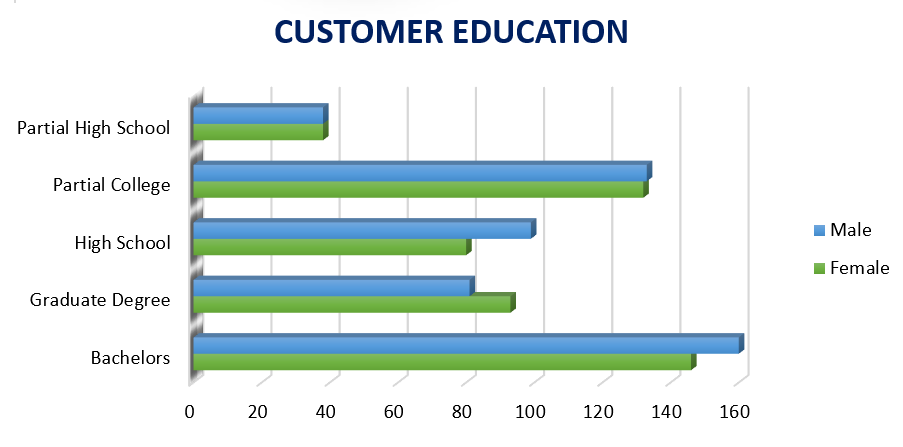 CUSTOMER EDUCATION
Partial High School
Partial College
High School
Graduate Degree
Bachelors
0 20 40 60 80 100 120 140 160
Male
Female